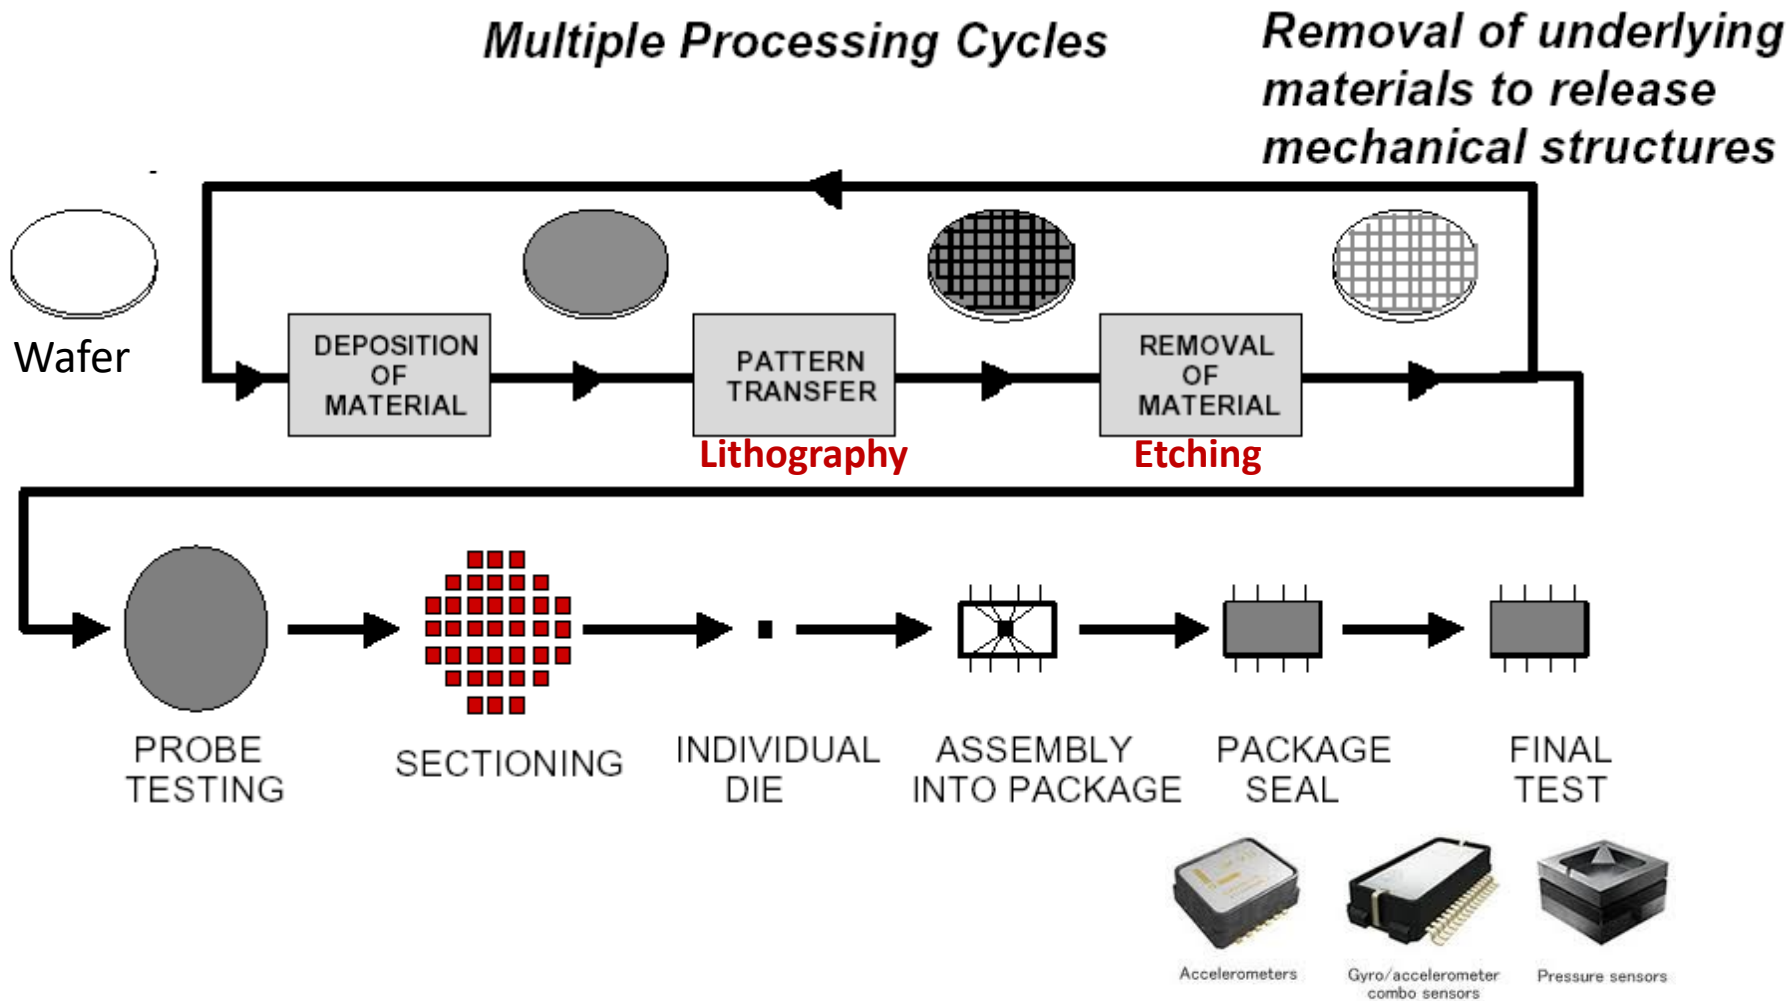 Multiple Processing Cycles
Removal of underlying
materials to release
mechanical structures
Wafer
DEPOSITION
OF
MATERIAL
PATTERN
TRANSFER
REMOVAL
OF
MATERIAL
Lithography
Etching
PROBE
TESTING
SECTIONING
INDIVIDUAL
DIE
ASSEMBLY
INTO PACKAGE
PACKAGE
SEAL
FINAL
TEST
Accelerometers
Gyro/accelerometer
combo sensors
Pressure sensors